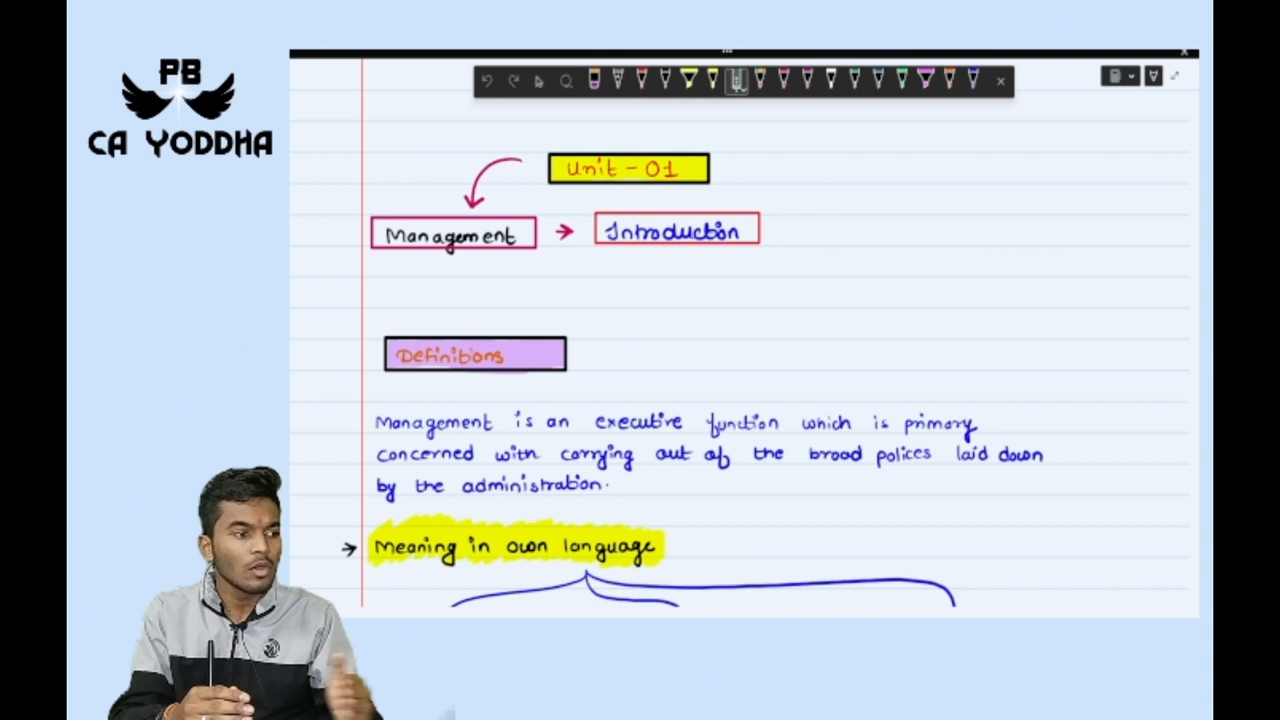 PB
CA YODDHA
Unit - 01
Management → Introduction
Definitions
Management is an executive function which is primary
concerned with carrying out of the broad polices laid down
by the administration.
→ Meaning in own language